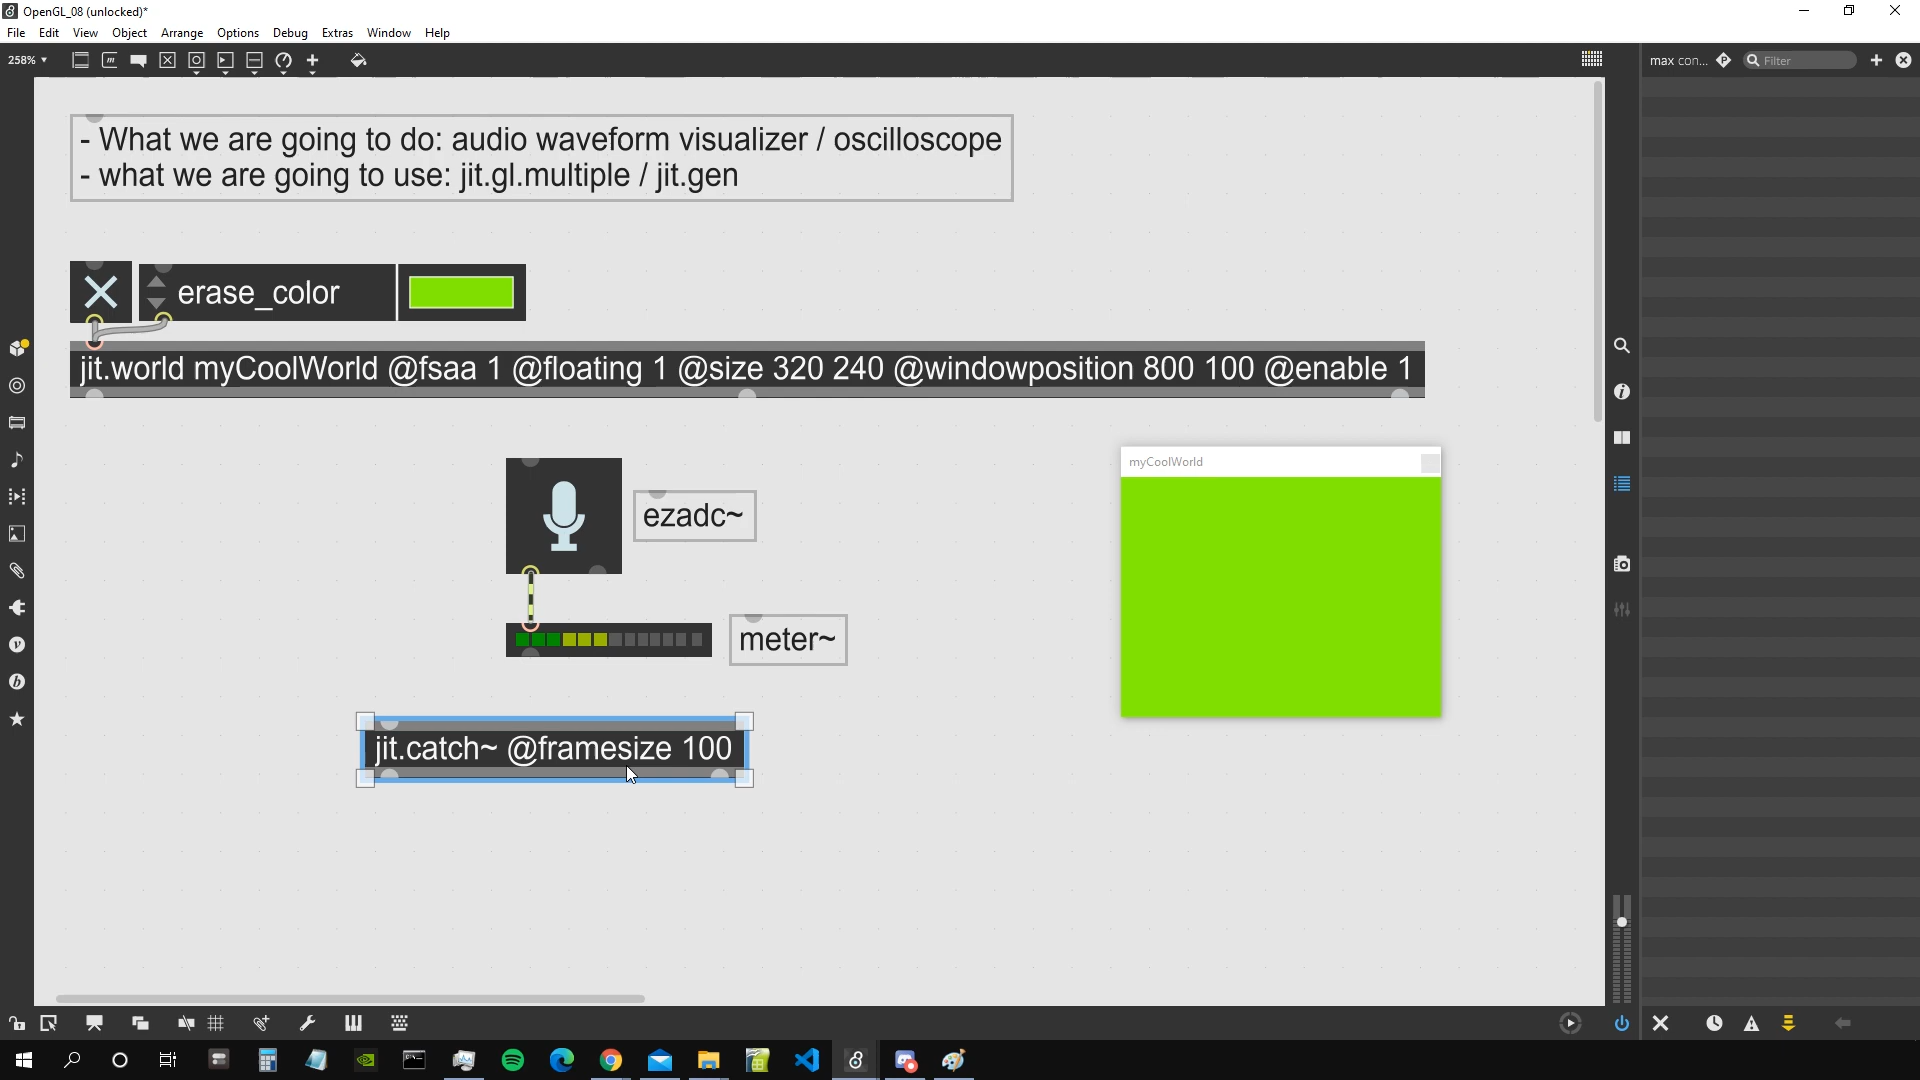 OpenGL_08 (unlocked)*
File Edit View Object Arrange Options Debug Extras Window Help
258%
max con...
Filter
- What we are going to do: audio waveform visualizer / oscilloscope
- what we are going to use: jit.gl.multiple / jit.gen
erase_color
jit.world myCoolWorld @fsaa 1 @floating 1 @size 320 240 @windowposition 800 100 @enable 1
myCoolWorld
ezadc~
meter~
jit.catch~ @framesize 100